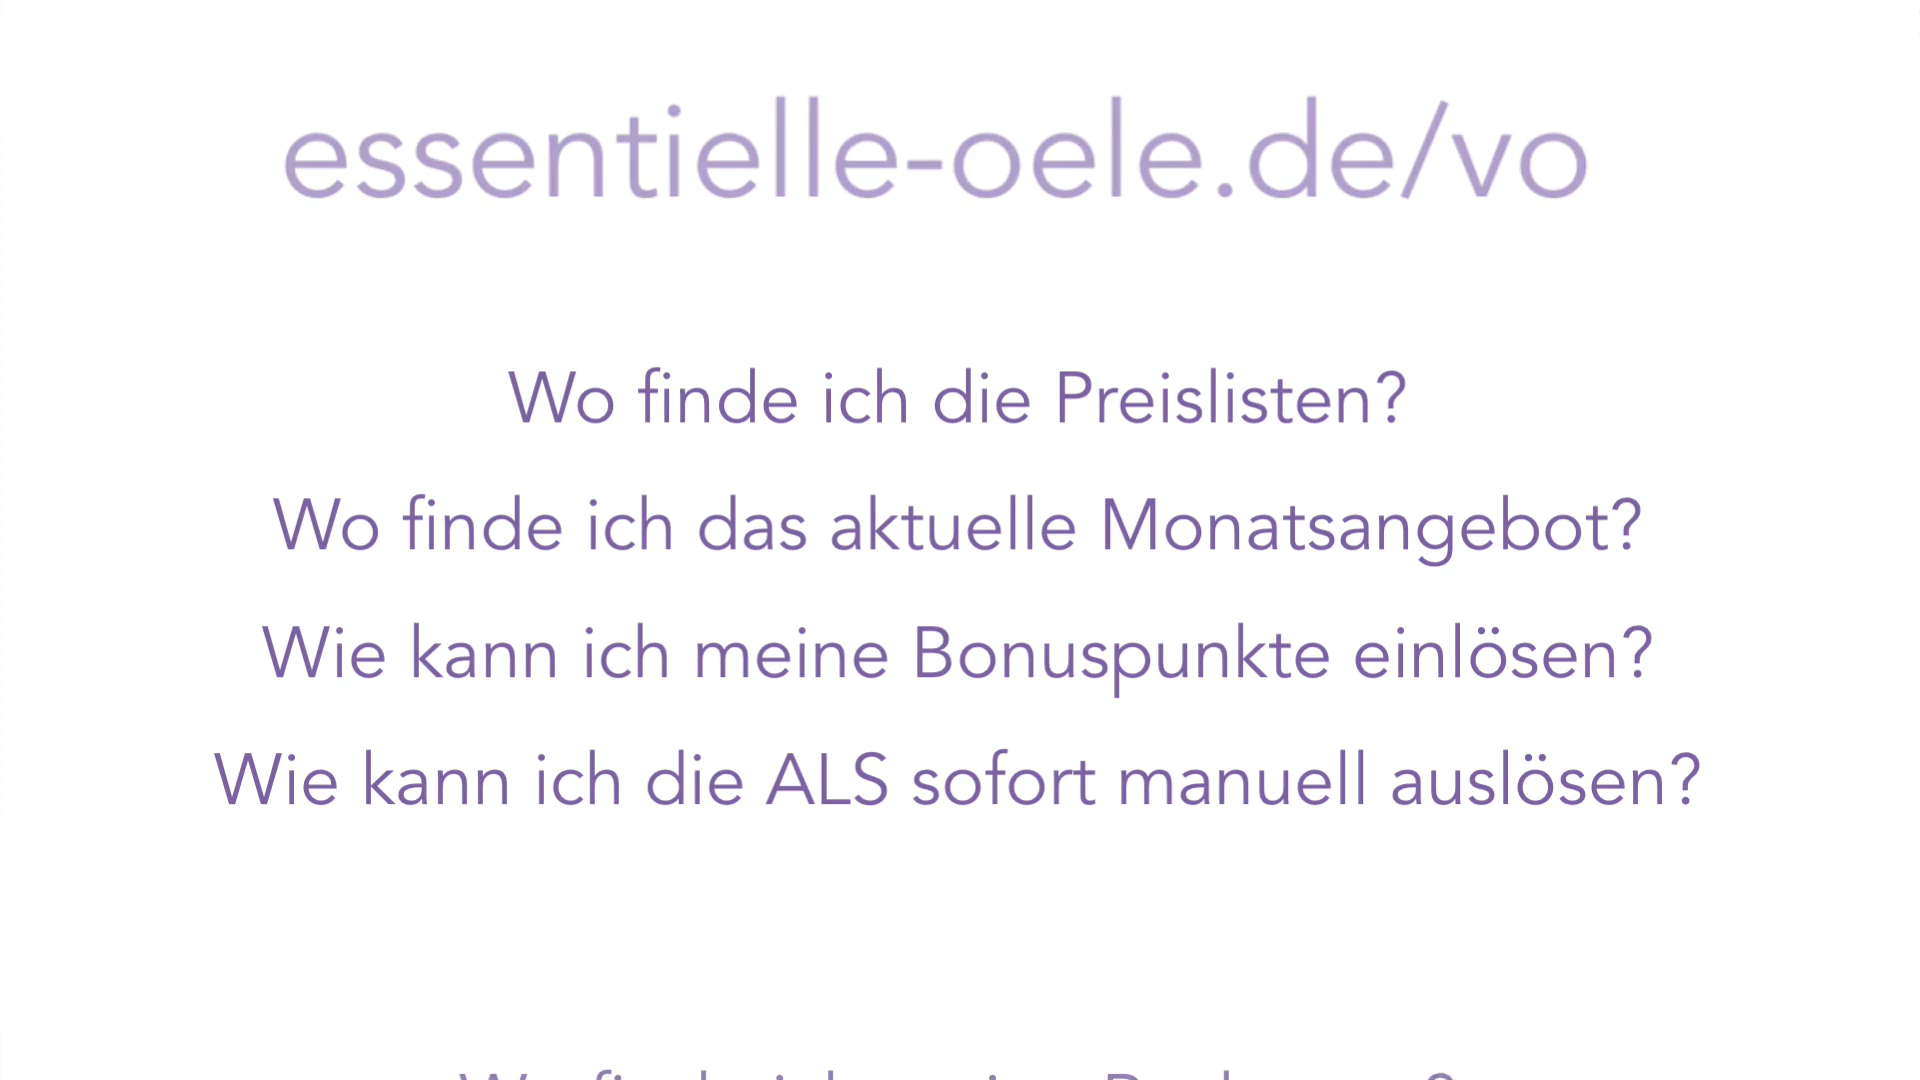 essentielle-oele.de/vo
Wo finde ich die Preislisten?
Wo finde ich das aktuelle Monatsangebot?
Wie kann ich meine Bonuspunkte einlösen?
Wie kann ich die ALS sofort manuell auslösen?